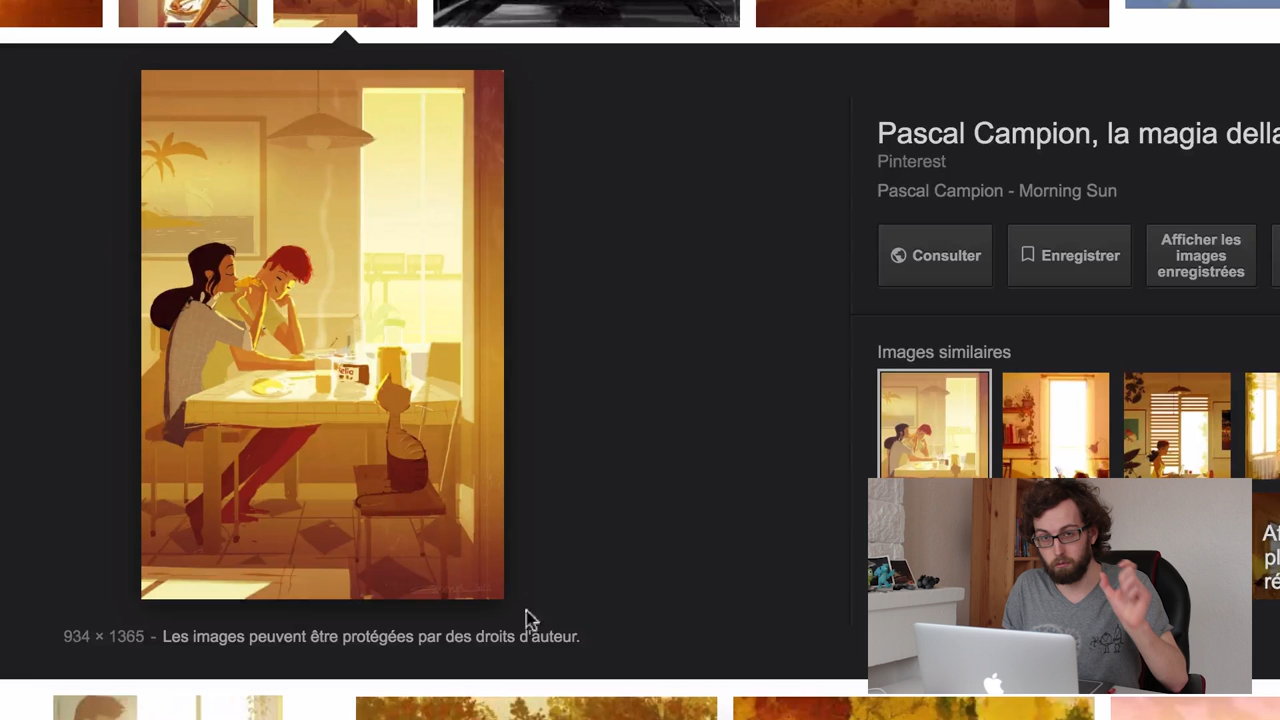 Pascal Campion, la magia della
Pinterest
Pascal Campion - Morning Sun
Consulter
Enregistrer
Afficher les
images
enregistrées
Images similaires
934 × 1365 - Les images peuvent être protégées par des droits d'auteur.